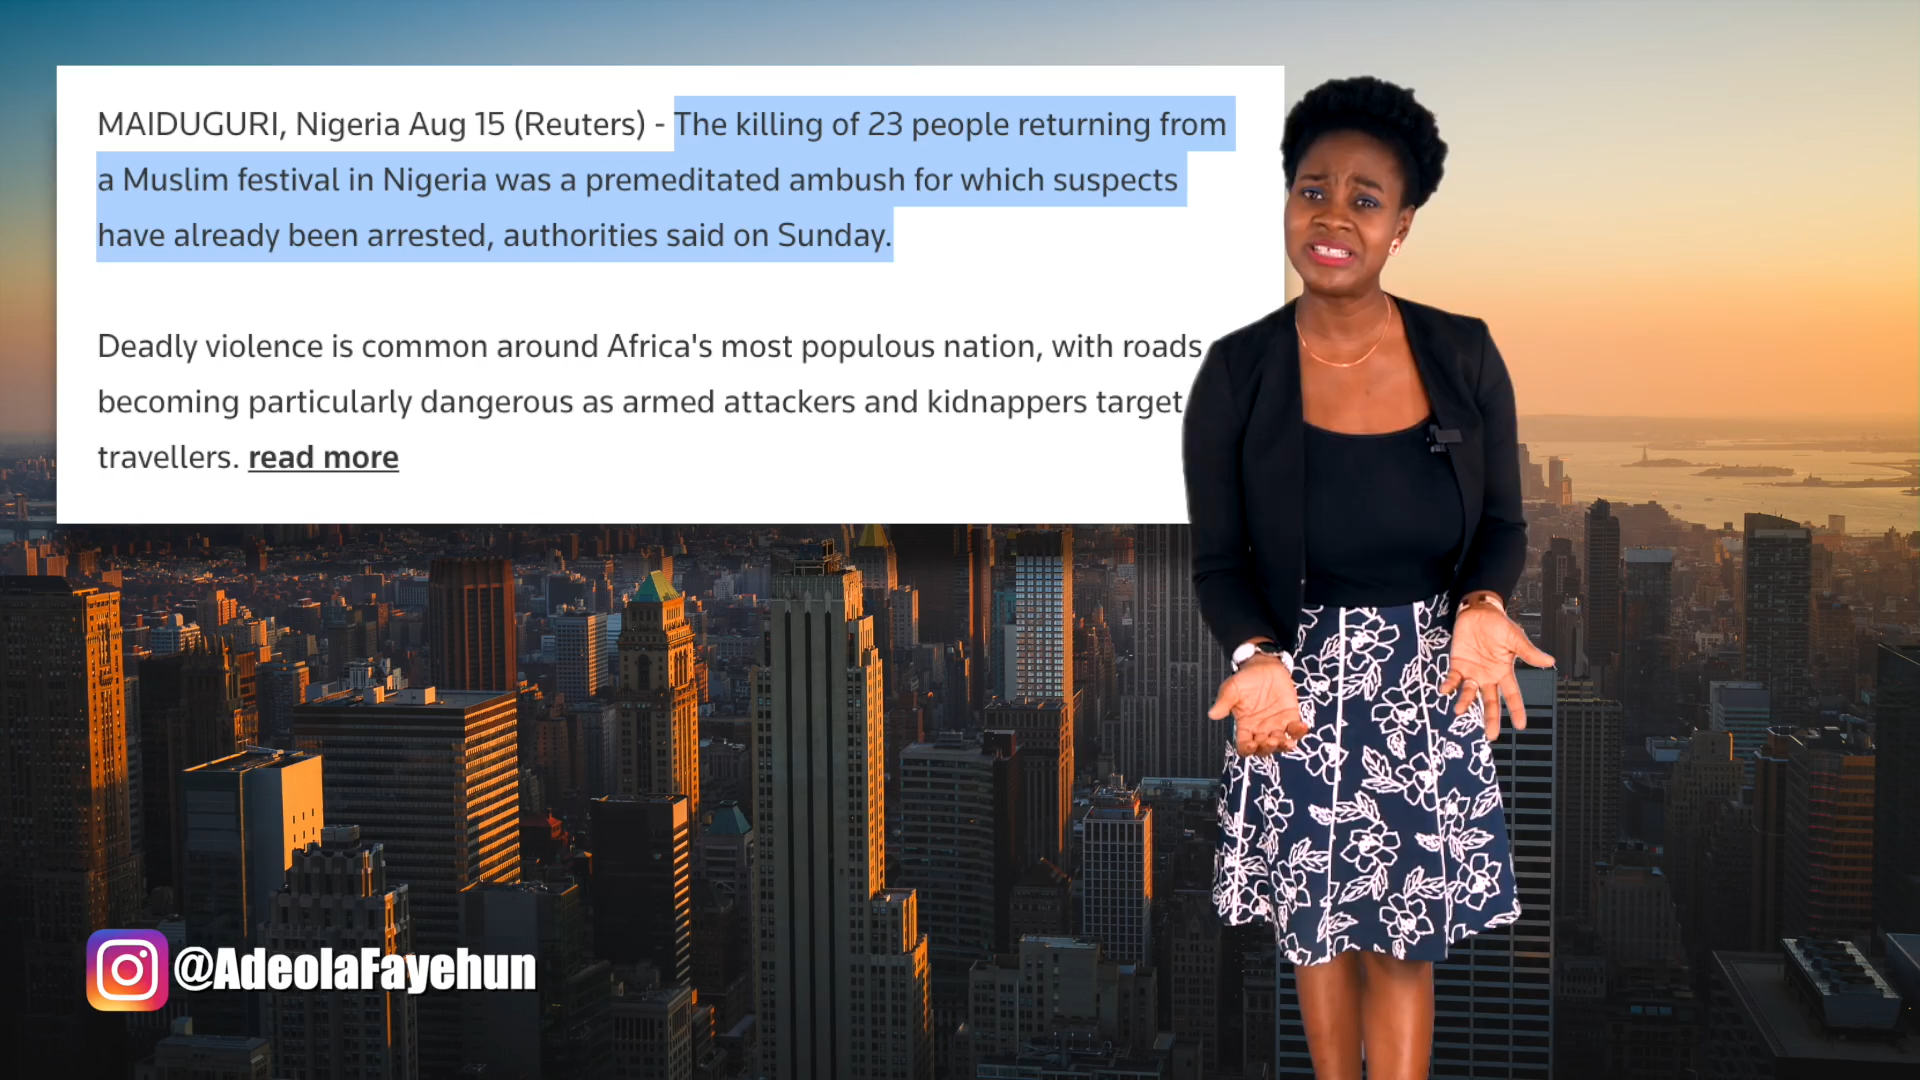 MAIDUGURI, Nigeria Aug 15 (Reuters) - The killing of 23 people returning from
a Muslim festival in Nigeria was a premeditated ambush for which suspects
have already been arrested, authorities said on Sunday.
Deadly violence is common around Africa's most populous nation, with roads
becoming particularly dangerous as armed attackers and kidnappers target
travellers. read more
@AdeolaFayehun